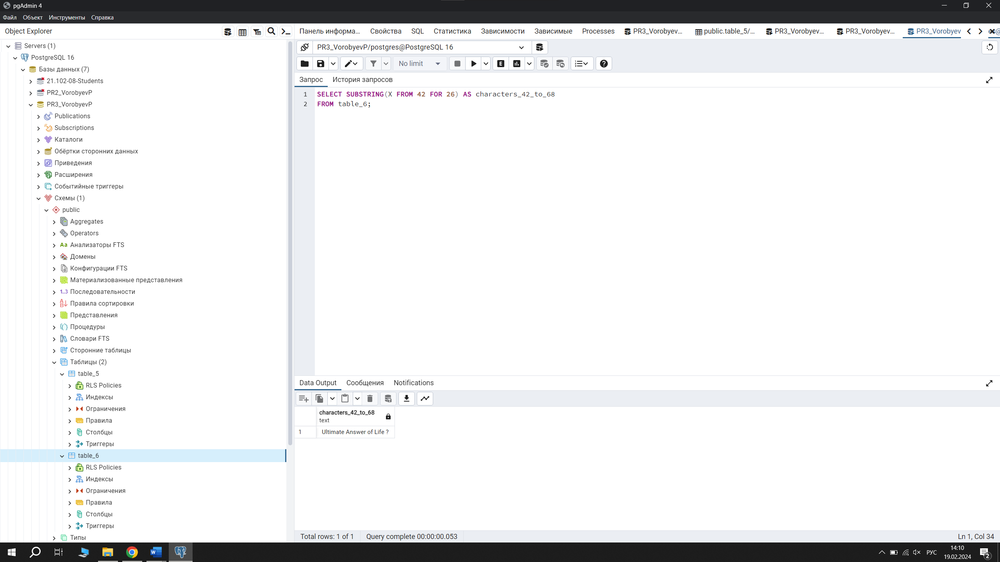 pgAdmin 4
Файл Объект Инструменты Справка
Object Explorer
Servers (1)
PostgreSQL 16
Базы данных (7)
21.102-08-Students
PR2_VorobyevP
PR3_VorobyevP
Publications
Subscriptions
Каталоги
Обёртки сторонних данных
Приведения
Расширения
Событийные триггеры
Схемы (1)
public
Aggregates
Operators
Анализаторы FTS
Домены
Конфигурации FTS
Материализованные представления
1..3 Последовательности
Правила сортировки
Представления
Процедуры
Словари FTS
Сторонние таблицы
Таблицы (2)
table_5
RLS Policies
Индексы
Ограничения
Правила
Столбцы
Триггеры
table_6
RLS Policies
Индексы
Ограничения
Правила
Столбцы
Триггеры
Типы
Панель информа... Свойства SQL Статистика Зависимости Зависимые Processes PR3_Vorobyev... public.table_5/... PR3_Vorobyev... PR3_Vorobyev... PR3_Vorobyev
PR3_VorobyevP/postgres@PostgreSQL 16
No limit
Запрос История запросов
1 SELECT SUBSTRING(X FROM 42 FOR 26) AS characters_42_to_68
2 FROM table_6;
Data Output Сообщения Notifications
characters_42_to_68
text
1 Ultimate Answer of Life ?
Total rows: 1 of 1 Query complete 00:00:00.053 Ln 1, Col 34
РУС 14:10
19.02.2024
2